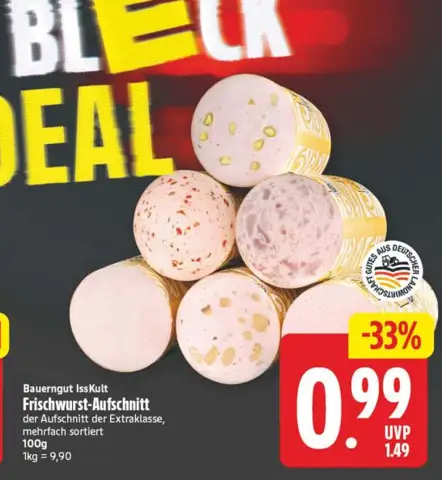 BLECK
DEAL
GUTES AUS DEUTSCHER
LANDWIRTSCHAFT
-33%
0.99
UVP
1.49
Bauerngut IssKult
Frischwurst-Aufschnitt
der Aufschnitt der Extraklasse,
mehrfach sortiert
100g
1kg = 9,90